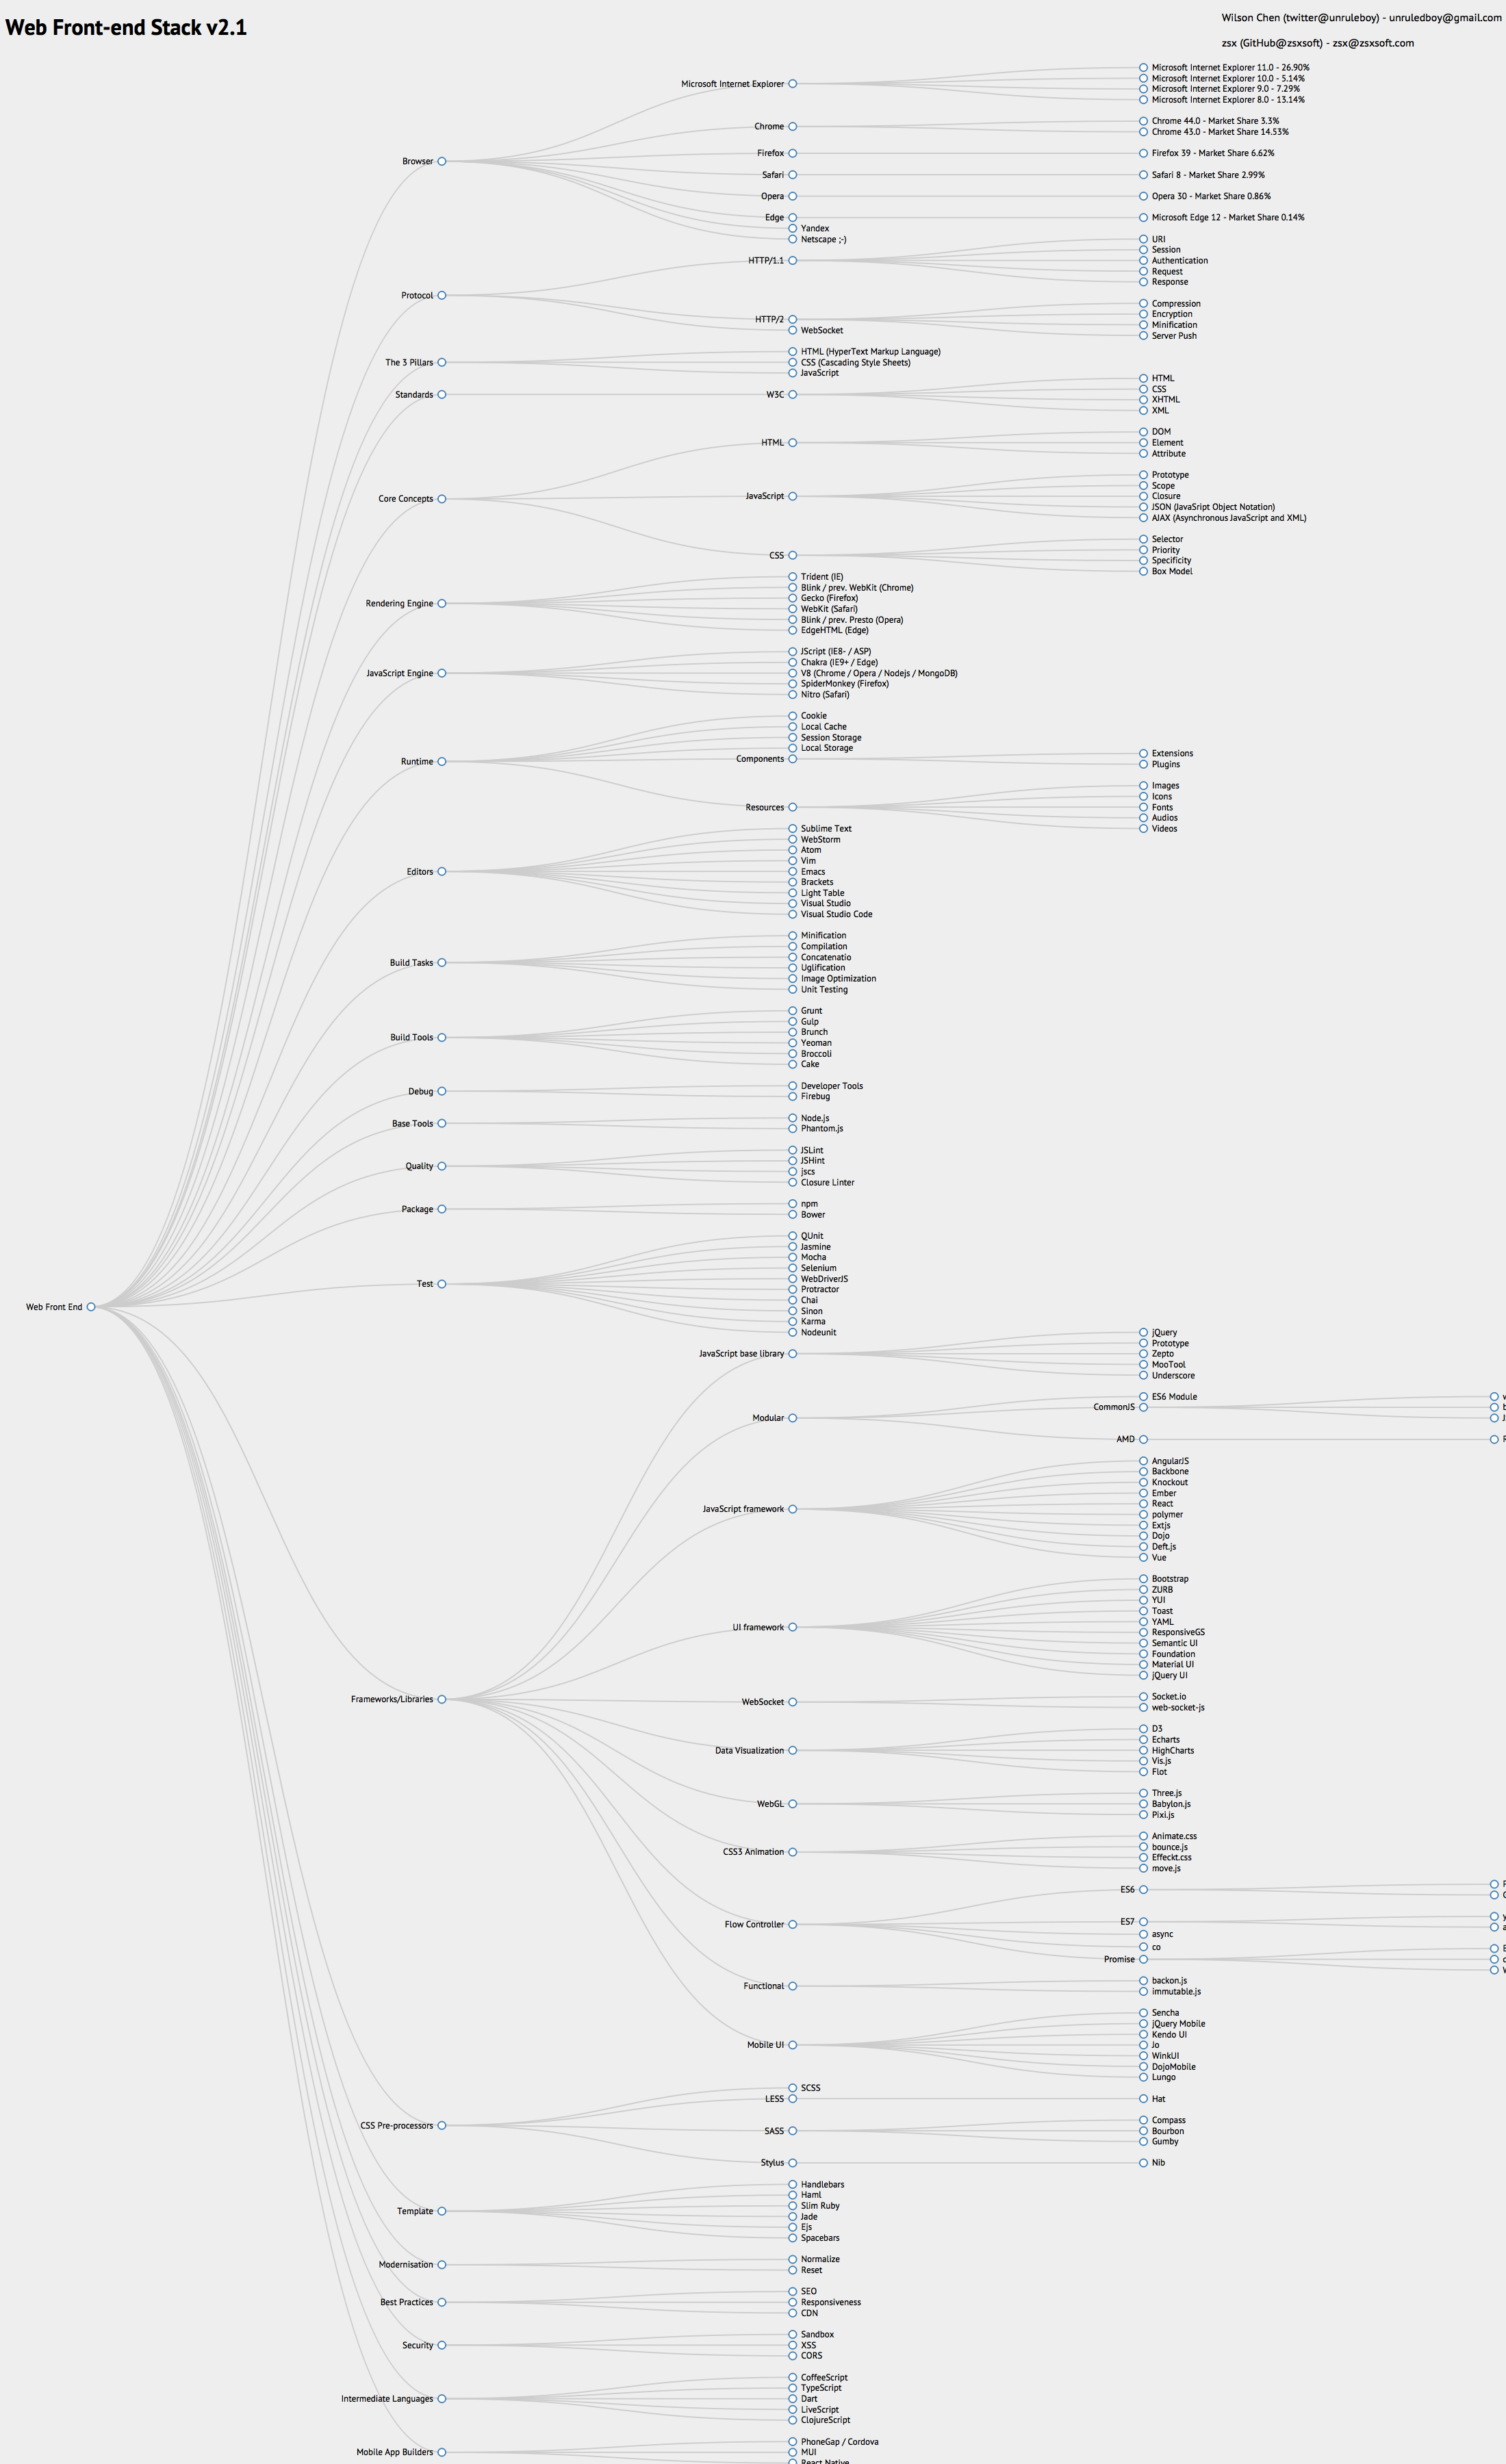 Web Front-end Stack v2.1
Wilson Chen (twitter@unruleboy) - unruledboy@gmail.com
zsx (GitHub@zsxsoft) - zsx@zsxsoft.com
Web Front End
Browser
Microsoft Internet Explorer
Microsoft Internet Explorer 11.0 - 26.90%
Microsoft Internet Explorer 10.0 - 5.14%
Microsoft Internet Explorer 9.0 - 7.29%
Microsoft Internet Explorer 8.0 - 13.14%
Chrome
Chrome 44.0 - Market Share 3.3%
Chrome 43.0 - Market Share 14.53%
Firefox
Firefox 39 - Market Share 6.62%
Safari
Safari 8 - Market Share 2.99%
Opera
Opera 30 - Market Share 0.86%
Edge
Microsoft Edge 12 - Market Share 0.14%
Yandex
Netscape ;-)
Protocol
HTTP/1.1
URI
Session
Authentication
Request
Response
HTTP/2
Compression
Encryption
Minification
Server Push
WebSocket
The 3 Pillars
HTML (HyperText Markup Language)
CSS (Cascading Style Sheets)
JavaScript
Standards
W3C
HTML
CSS
XHTML
XML
Core Concepts
HTML
DOM
Element
Attribute
JavaScript
Prototype
Scope
Closure
JSON (JavaSript Object Notation)
AJAX (Asynchronous JavaScript and XML)
CSS
Selector
Priority
Specificity
Box Model
Rendering Engine
Trident (IE)
Blink / prev. WebKit (Chrome)
Gecko (Firefox)
WebKit (Safari)
Blink / prev. Presto (Opera)
EdgeHTML (Edge)
JavaScript Engine
JScript (IE8- / ASP)
Chakra (IE9+ / Edge)
V8 (Chrome / Opera / Nodejs / MongoDB)
SpiderMonkey (Firefox)
Nitro (Safari)
Runtime
Cookie
Local Cache
Session Storage
Local Storage
Components
Extensions
Plugins
Resources
Images
Icons
Fonts
Audios
Videos
Editors
Sublime Text
WebStorm
Atom
Vim
Emacs
Brackets
Light Table
Visual Studio
Visual Studio Code
Build Tasks
Minification
Compilation
Concatenatio
Uglification
Image Optimization
Unit Testing
Build Tools
Grunt
Gulp
Brunch
Yeoman
Broccoli
Cake
Debug
Developer Tools
Firebug
Base Tools
Node.js
Phantom.js
Quality
JSLint
JSHint
jscs
Closure Linter
Package
npm
Bower
Test
QUnit
Jasmine
Mocha
Selenium
WebDriverJS
Protractor
Chai
Sinon
Karma
Nodeunit
Frameworks/Libraries
JavaScript base library
jQuery
Prototype
Zepto
MooTool
Underscore
Modular
ES6 Module
CommonJS
AMD
JavaScript framework
AngularJS
Backbone
Knockout
Ember
React
polymer
Extjs
Dojo
Deft.js
Vue
UI framework
Bootstrap
ZURB
YUI
Toast
YAML
ResponsiveGS
Semantic UI
Foundation
Material UI
jQuery UI
WebSocket
Socket.io
web-socket-js
Data Visualization
D3
Echarts
HighCharts
Vis.js
Flot
WebGL
Three.js
Babylon.js
Pixi.js
CSS3 Animation
Animate.css
bounce.js
Effeckt.css
move.js
Flow Controller
ES6
ES7
async
co
Promise
Functional
backon.js
immutable.js
Mobile UI
Sencha
jQuery Mobile
Kendo UI
Jo
WinkUI
DojoMobile
Lungo
CSS Pre-processors
SCSS
LESS
Hat
SASS
Compass
Bourbon
Gumby
Stylus
Nib
Template
Handlebars
Haml
Slim Ruby
Jade
Ejs
Spacebars
Modernisation
Normalize
Reset
Best Practices
SEO
Responsiveness
CDN
Security
Sandbox
XSS
CORS
Intermediate Languages
CoffeeScript
TypeScript
Dart
LiveScript
ClojureScript
Mobile App Builders
PhoneGap / Cordova
MUI
React Native